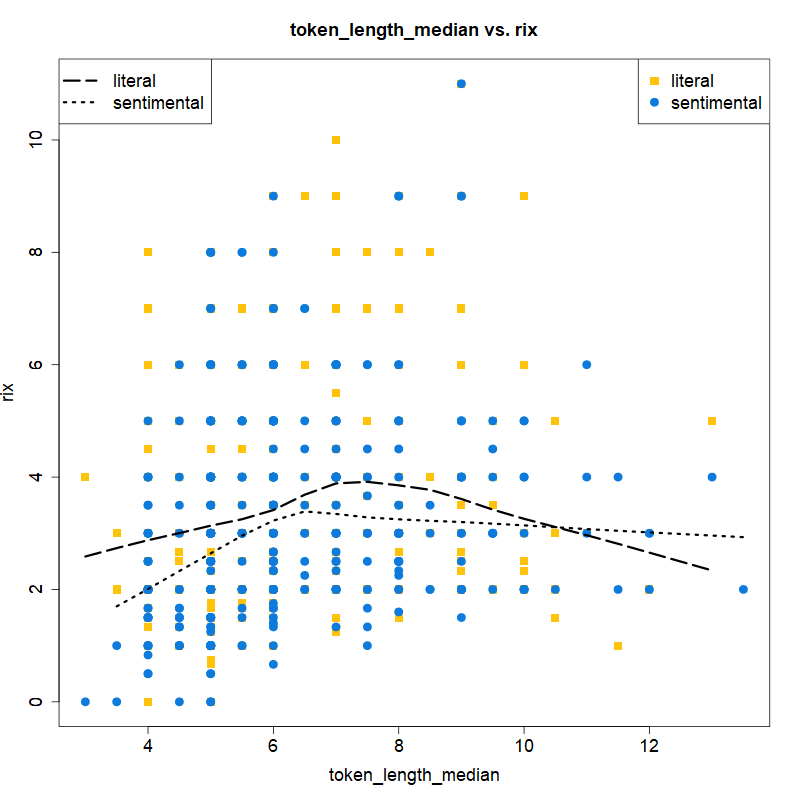 token_length_median vs. rix
literal
sentimental
literal
sentimental
10
8
6
4
2
0
rix
4
6
8
10
12
token_length_median